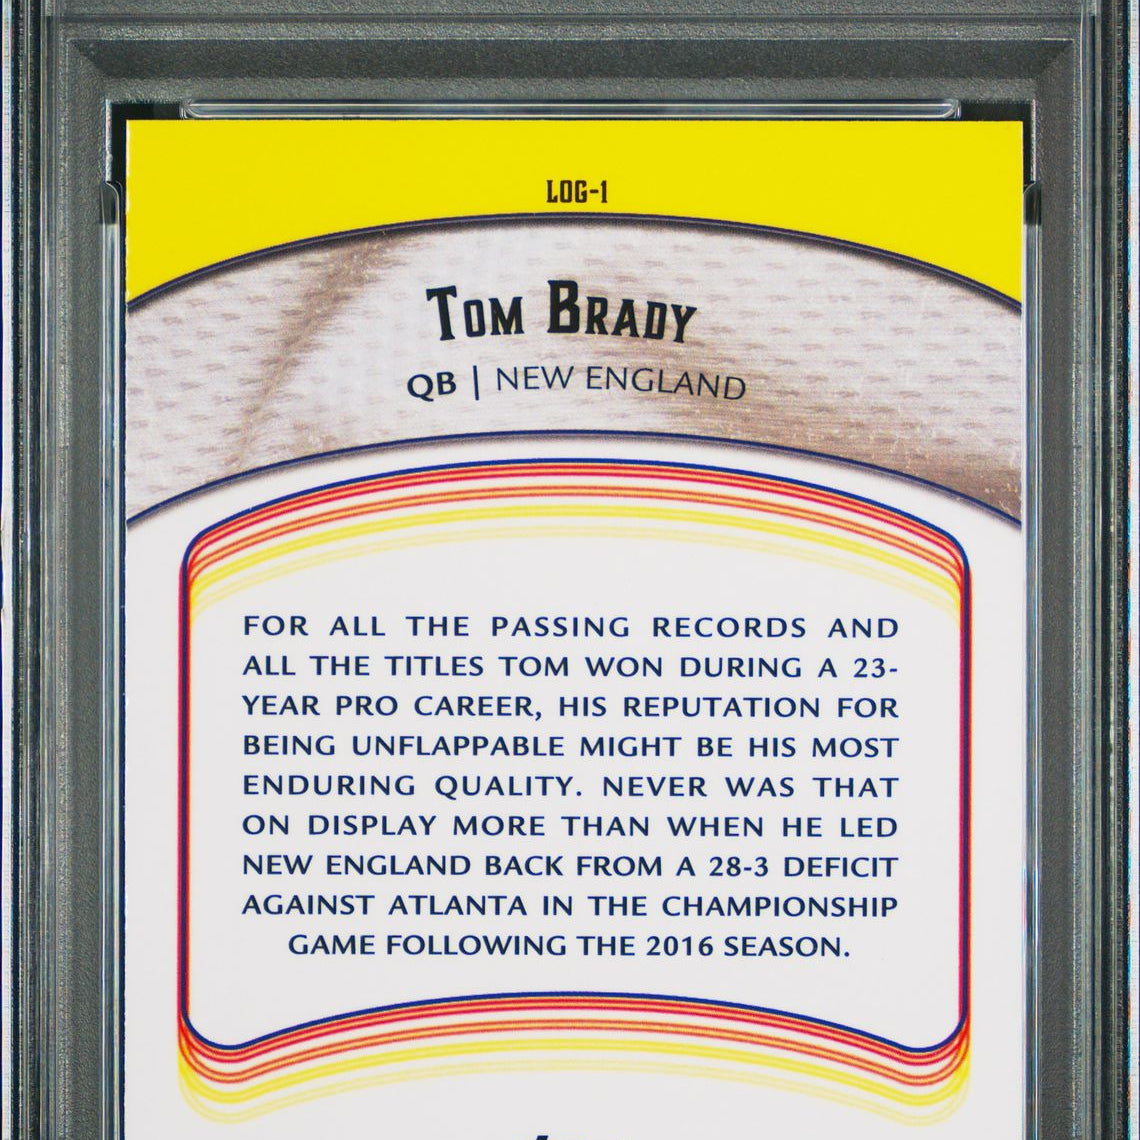 LOG-1
TOM BRADY
QB | NEW ENGLAND
FOR ALL THE PASSING RECORDS AND
ALL THE TITLES TOM WON DURING A 23-
YEAR PRO CAREER, HIS REPUTATION FOR
BEING UNFLAPPABLE MIGHT BE HIS MOST
ENDURING QUALITY. NEVER WAS THAT
ON DISPLAY MORE THAN WHEN HE LED
NEW ENGLAND BACK FROM A 28-3 DEFICIT
AGAINST ATLANTA IN THE CHAMPIONSHIP
GAME FOLLOWING THE 2016 SEASON.